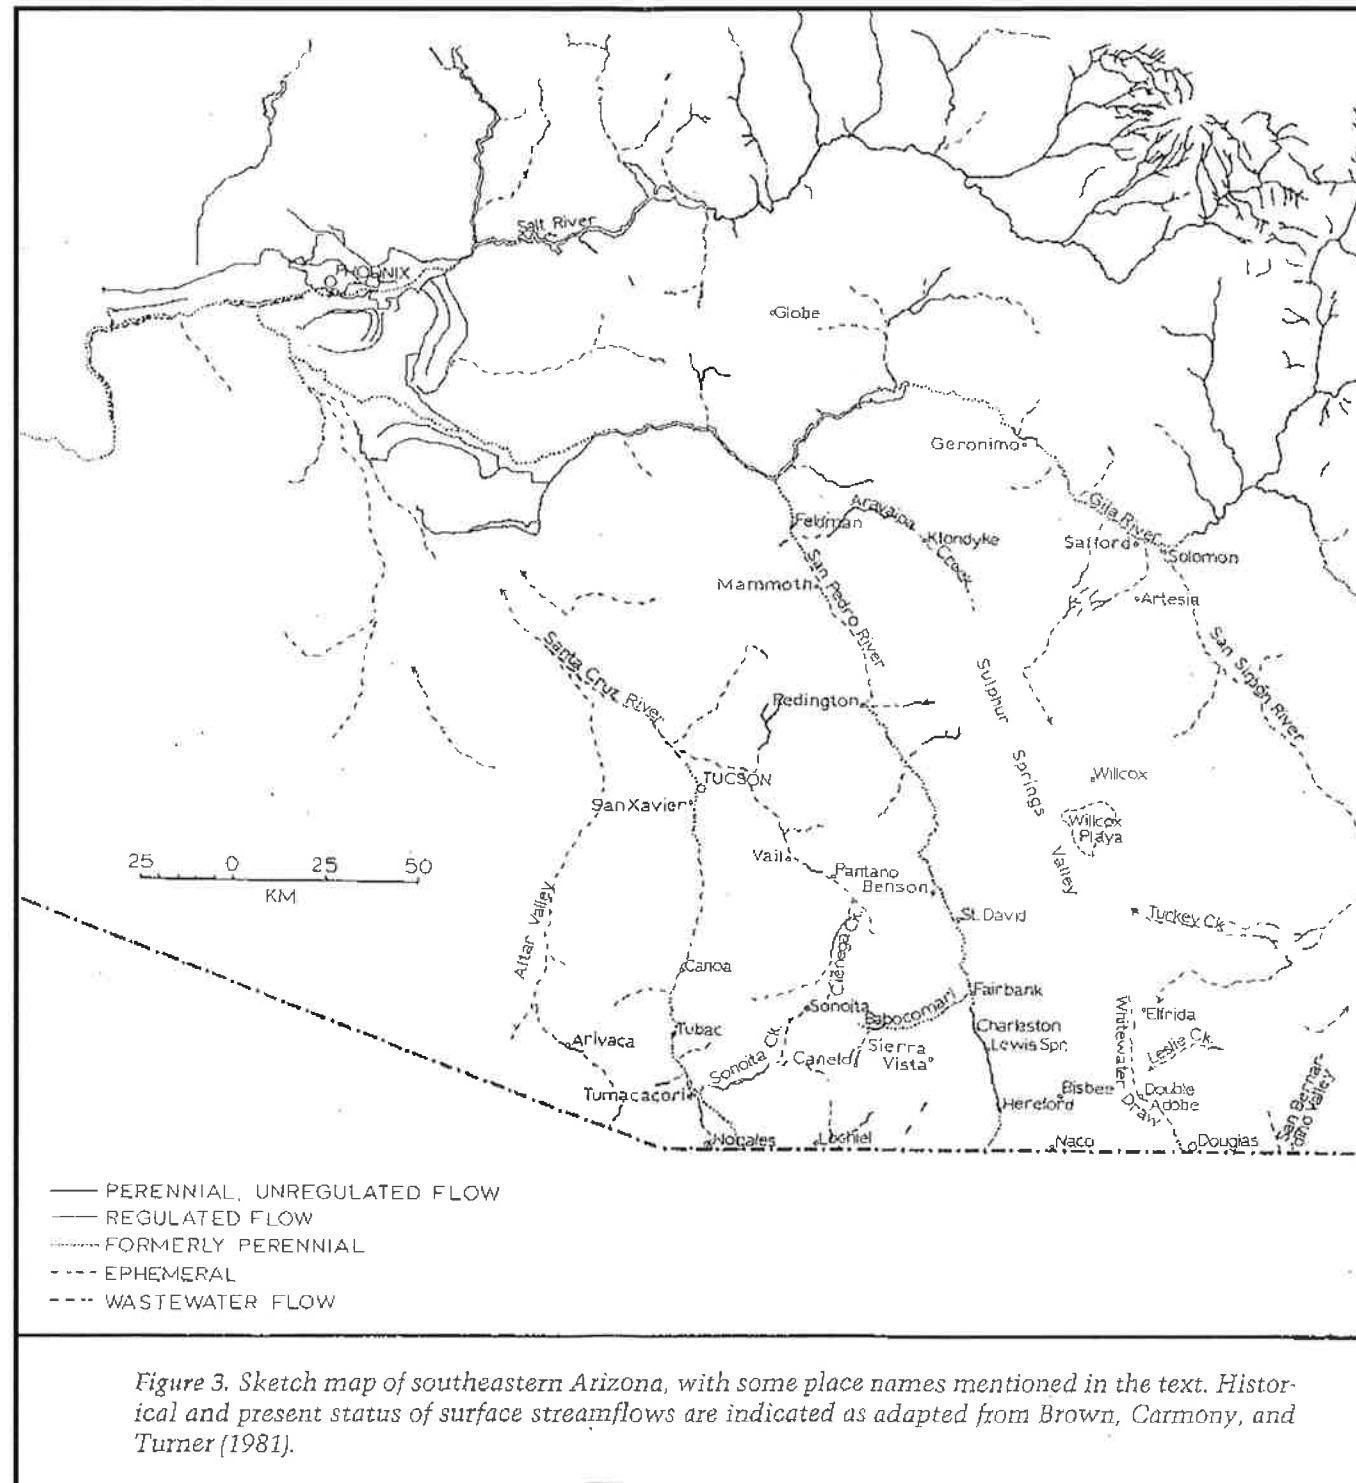 Salt River
PHOENIX
Globe
Geronimo
Gila River
Feldman
Aravaipa
Creek
Klondyke
Safford
Solomon
Mammoth
San Pedro River
Artesia
Santa Cruz River
San Simon River
Redington
Sulphur
Springs
Valley
TUCSON
Willcox
San Xavier
Willcox
Playa
25 0 25 50
KM
Vail
Pantano
Benson
Altar Valley
Cienega Ck.
St. David
Tuckey Ck.
Canoa
Fairbank
Sonoita
Babocomari
Whitewater
Draw
Elfrida
Tubac
Charleston
Arivaca
Lewis Spr.
Leslie Ck.
Sonoita Ck.
Canelo
Sierra
Vista
Tumacacori
Bisbee
Double
Adobe
Hereford
San Bernar-
dino Valley
Nogales
Lochiel
Naco
Douglas
PERENNIAL, UNREGULATED FLOW
REGULATED FLOW
FORMERLY PERENNIAL
EPHEMERAL
WASTEWATER FLOW
Figure 3. Sketch map of southeastern Arizona, with some place names mentioned in the text. Histor-
ical and present status of surface streamflows are indicated as adapted from Brown, Carmony, and
Turner (1981).